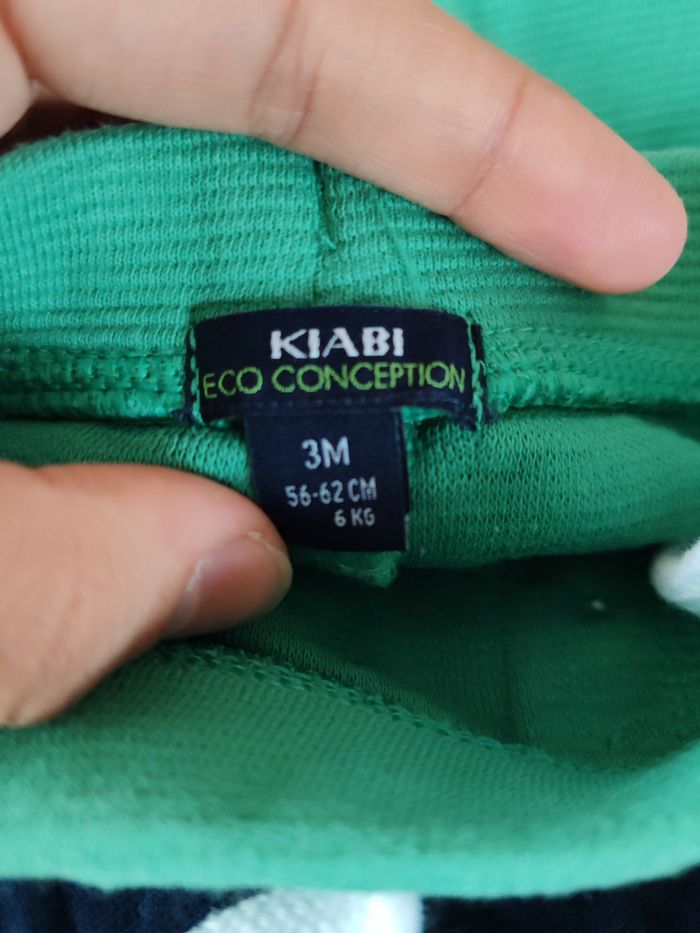 KIABI
ECO CONCEPTION
3M
56-62 CM
6 KG